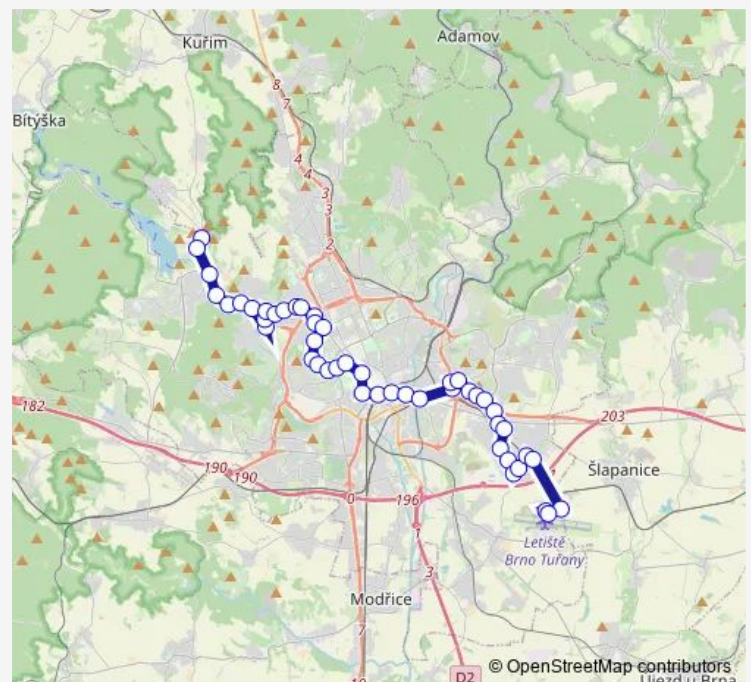 Kuřim
Adamov
Bítýška
8
7
4
4
3
3
2
182
203
190
190
0
196
Šlapanice
1
Letiště
Brno Tuřany
3
Modřice
7
D2
© OpenStreetMap contributors
10
Újezd u Brna